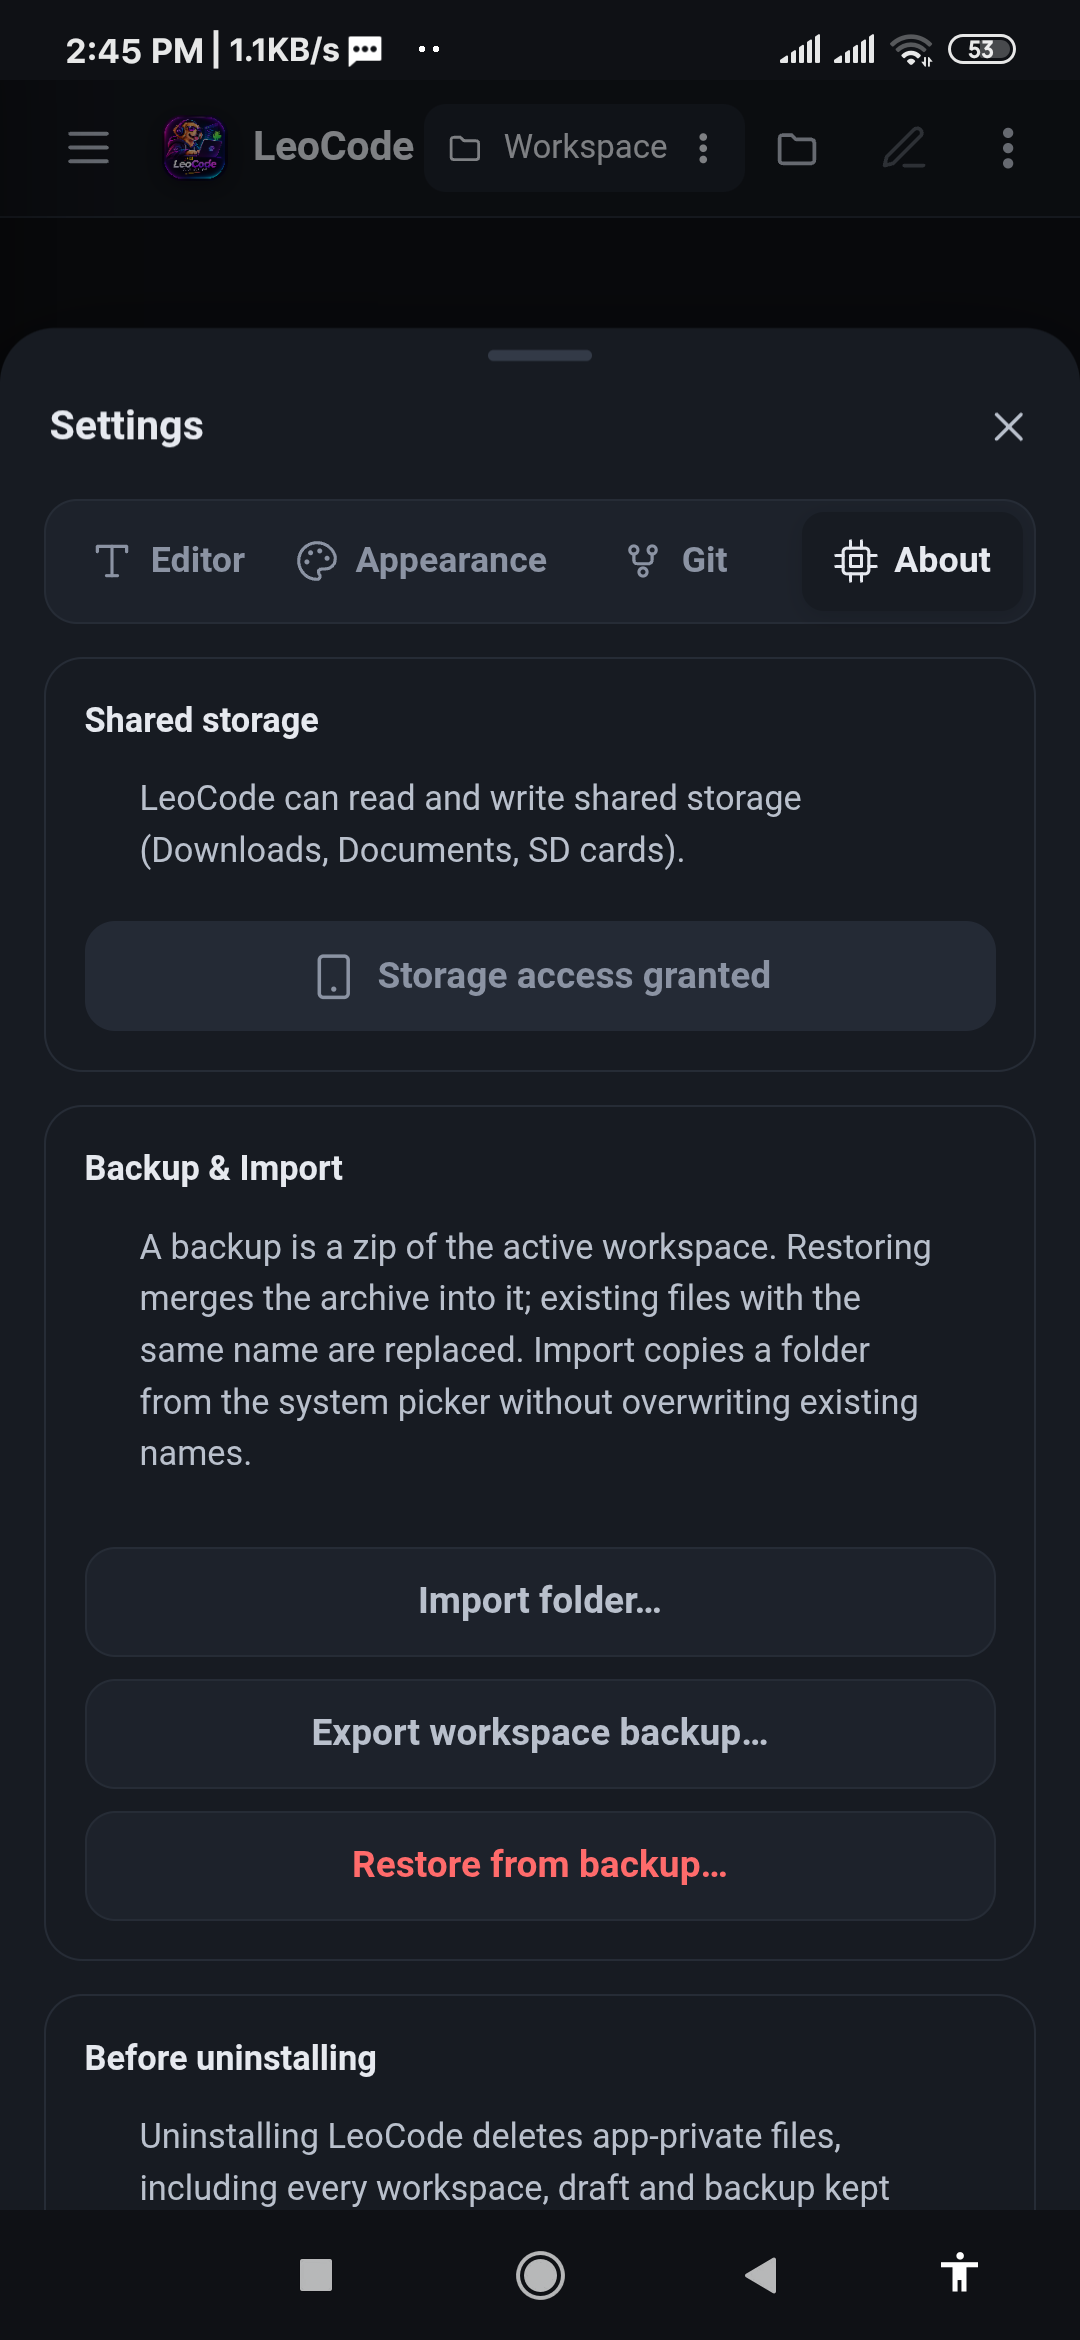 2:45 PM | 1.1KB/s
53
LeoCode
Workspace
LeoCode
Settings
Editor
Appearance
Git
About
Shared storage
LeoCode can read and write shared storage
(Downloads, Documents, SD cards).
Storage access granted
Backup & Import
A backup is a zip of the active workspace. Restoring
merges the archive into it; existing files with the
same name are replaced. Import copies a folder
from the system picker without overwriting existing
names.
Import folder…
Export workspace backup…
Restore from backup…
Before uninstalling
Uninstalling LeoCode deletes app-private files,
including every workspace, draft and backup kept